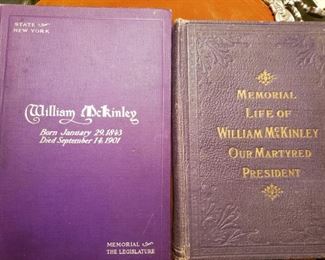 STATE
NEW YORK
William McKinley
Born January 29, 1843
Died September 14, 1901
MEMORIAL
THE LEGISLATURE
MEMORIAL
LIFE OF
WILLIAM McKINLEY
OUR MARTYRED
PRESIDENT